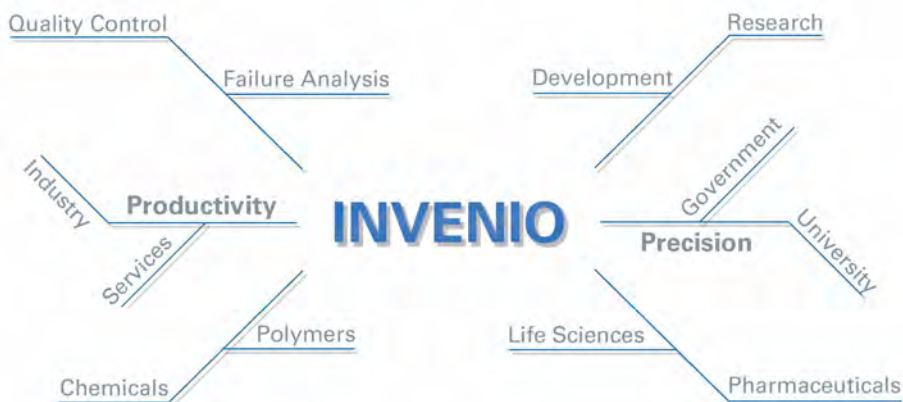 Quality Control
Research
Failure Analysis
Development
Government
Industry
Productivity
INVENIO
Precision
University
Services
Polymers
Life Sciences
Chemicals
Pharmaceuticals